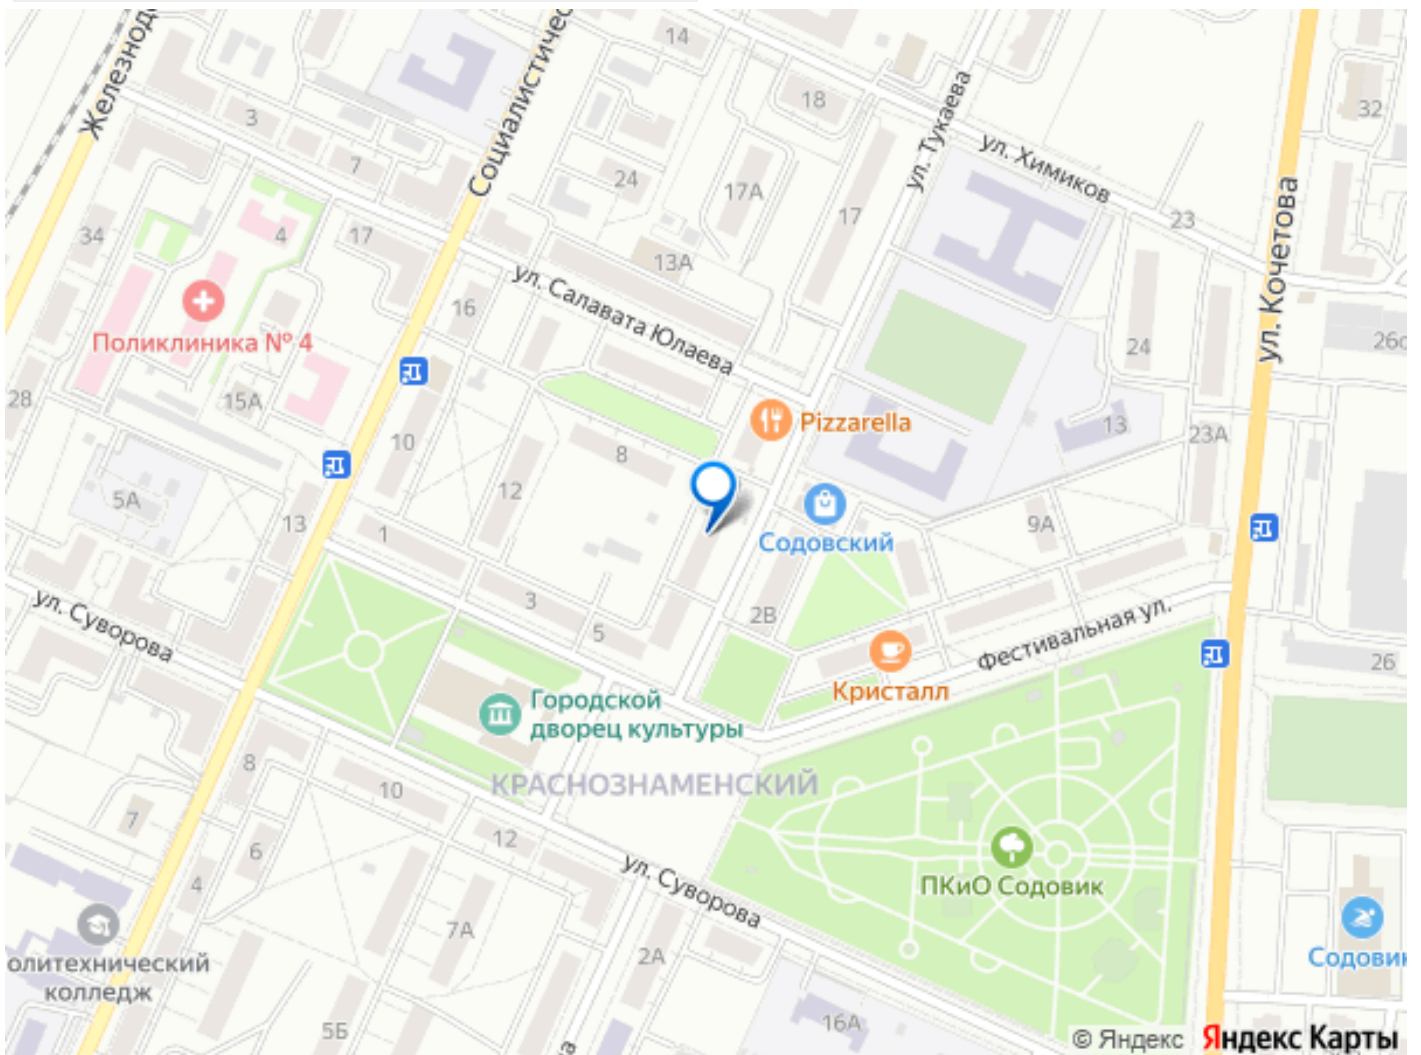 Железнод
Социалистичес
14
18
ул. Тукаева
ул. Химиков
32
3
7
24
17А
17
23
ул. Кочетова
34
4
17
13А
16
ул. Салавата Юлаева
Поликлиника № 4
24
26с
28
15А
10
8
Pizzarella
13
23А
5А
12
13
1
Содовский
9А
ул. Суворова
3
5
2В
Фестивальная ул.
26
Кристалл
Городской
дворец культуры
КРАСНОЗНАМЕНСКИЙ
8
10
7
12
6
ул. Суворова
4
ПКиО Содовик
7А
2А
олитехнический
колледж
Содовик
5Б
16А
а
© Яндекс
Яндекс Карты